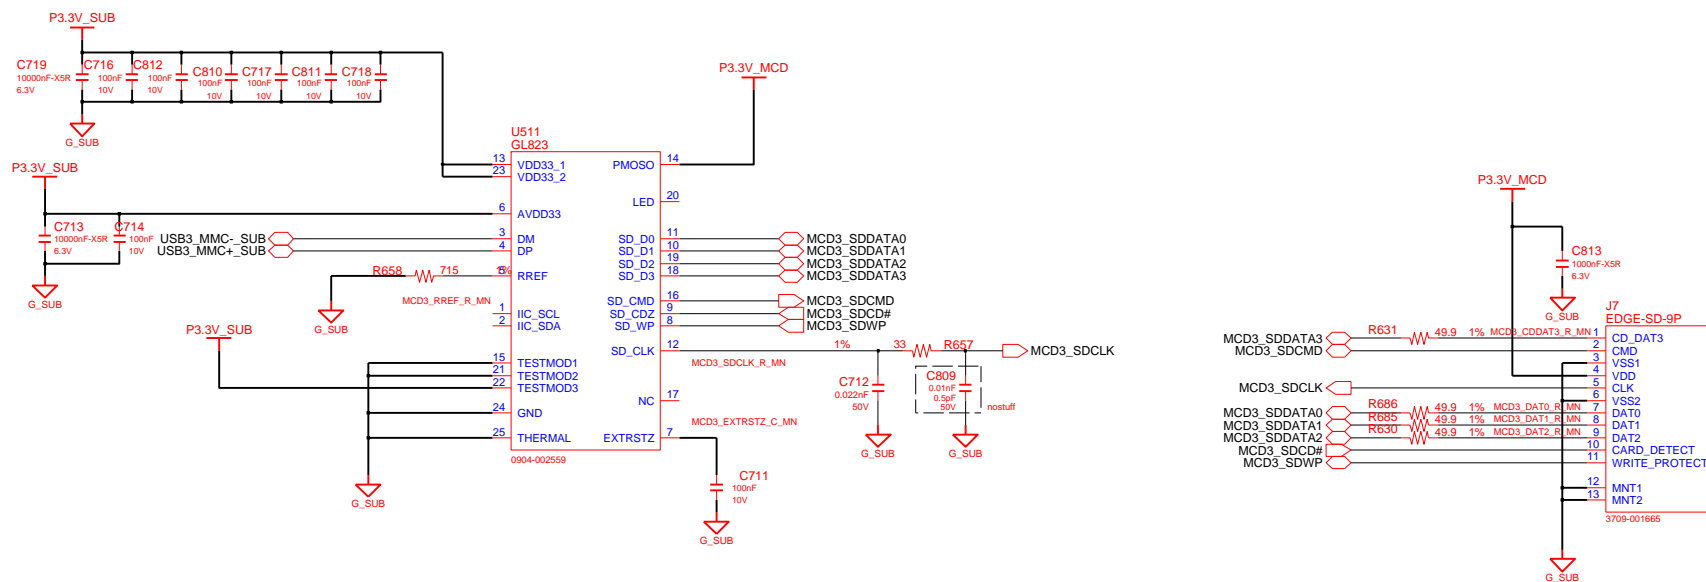 P3.3V_SUB
C719
10000nF-X5R
6.3V
C716
100nF
10V
C812
100nF
10V
C810
100nF
10V
C717
100nF
10V
C811
100nF
10V
C718
100nF
10V
G_SUB
P3.3V_SUB
C713
10000nF-X5R
6.3V
C714
100nF
10V
G_SUB
USB3_MMC-_SUB
USB3_MMC+_SUB
R658
715
1%
MCD3_RREF_R_MN
G_SUB
P3.3V_SUB
G_SUB
U511
GL823
13 VDD33_1
23 VDD33_2
6 AVDD33
3 DM
4 DP
5 RREF
1 IIC_SCL
2 IIC_SDA
15 TESTMOD1
21 TESTMOD2
22 TESTMOD3
24 GND
25 THERMAL
0904-002559
PMOSO 14
LED 20
SD_D0 11
SD_D1 10
SD_D2 19
SD_D3 18
SD_CMD 16
SD_CDZ 9
SD_WP 8
SD_CLK 12
NC 17
EXTRSTZ 7
P3.3V_MCD
MCD3_SDDATA0
MCD3_SDDATA1
MCD3_SDDATA2
MCD3_SDDATA3
MCD3_SDCMD
MCD3_SDCD#
MCD3_SDWP
1%
33
R657
MCD3_SDCLK
MCD3_SDCLK_R_MN
C712
0.022nF
50V
G_SUB
C809
0.01nF
0.5pF
50V
nostuff
G_SUB
MCD3_EXTRSTZ_C_MN
C711
100nF
10V
G_SUB
P3.3V_MCD
C813
1000nF-X5R
6.3V
G_SUB
J7
EDGE-SD-9P
MCD3_SDDATA3 R631 49.9 1% MCD3_CDDAT3_R_MN 1 CD_DAT3
MCD3_SDCMD 2 CMD
3 VSS1
4 VDD
MCD3_SDCLK 5 CLK
6 VSS2
MCD3_SDDATA0 R686 49.9 1% MCD3_DAT0_R_MN 7 DAT0
MCD3_SDDATA1 R685 49.9 1% MCD3_DAT1_R_MN 8 DAT1
MCD3_SDDATA2 R630 49.9 1% MCD3_DAT2_R_MN 9 DAT2
MCD3_SDCD# 10 CARD_DETECT
MCD3_SDWP 11 WRITE_PROTECT
12 MNT1
13 MNT2
3709-001665
G_SUB